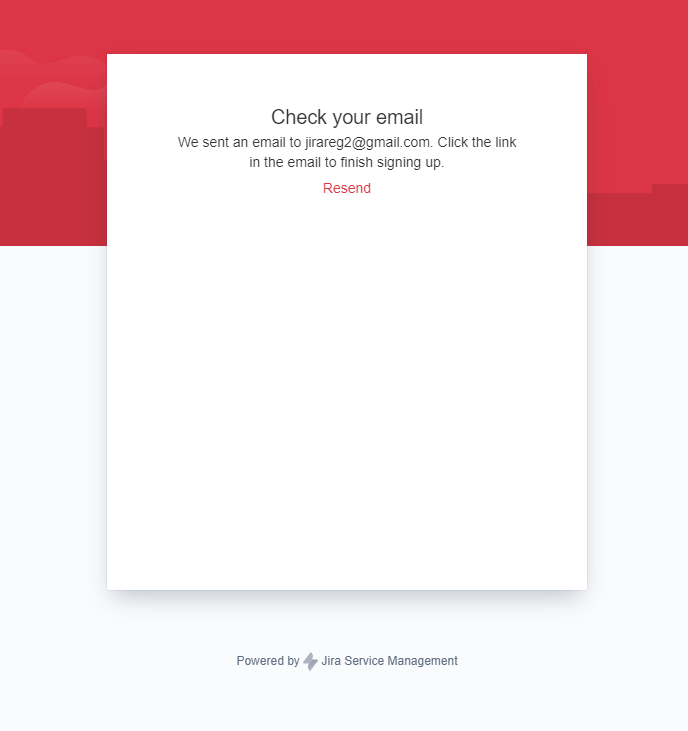 Check your email
We sent an email to jirareg2@gmail.com. Click the link
in the email to finish signing up.
Resend
Powered by Jira Service Management